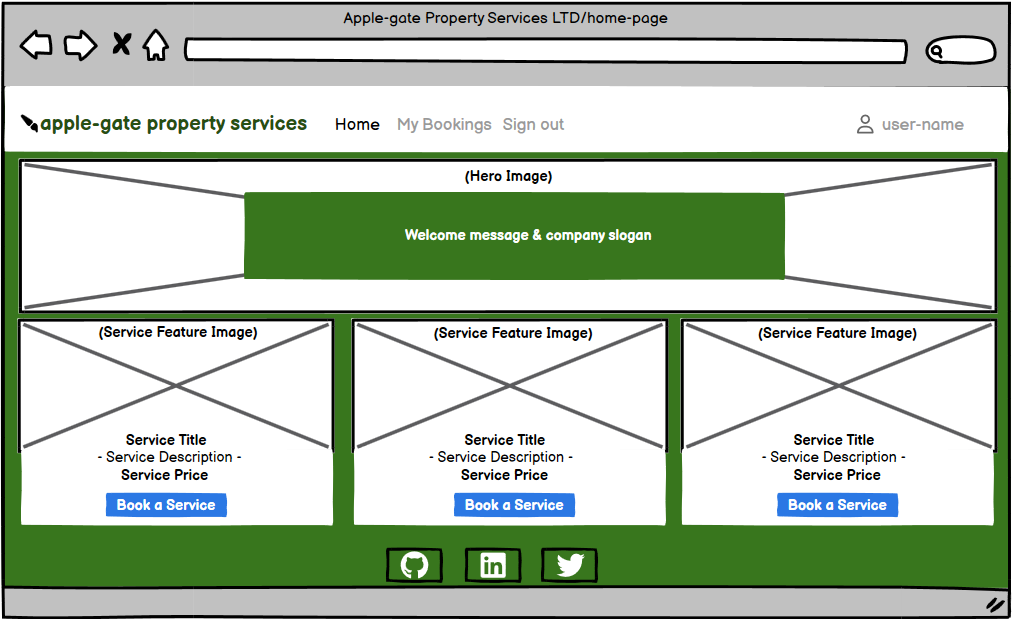 Apple-gate Property Services LTD/home-page
apple-gate property services Home My Bookings Sign out user-name
(Hero Image)
Welcome message & company slogan
(Service Feature Image) (Service Feature Image) (Service Feature Image)
Service Title Service Title Service Title
- Service Description - - Service Description - - Service Description -
Service Price Service Price Service Price
Book a Service Book a Service Book a Service
in